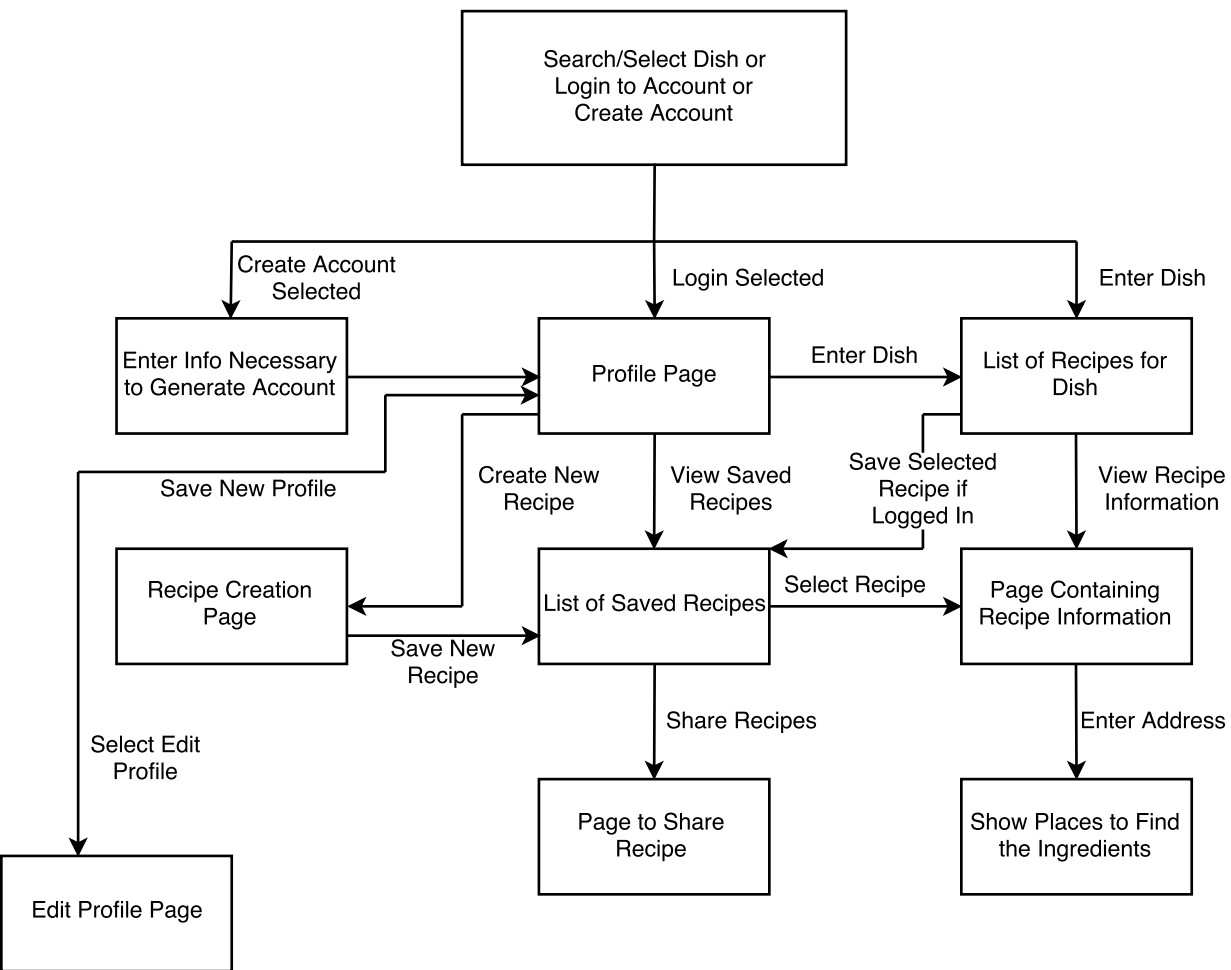 Search/Select Dish or
Login to Account or
Create Account
Create Account
Selected
Login Selected
Enter Dish
Enter Info Necessary
to Generate Account
Profile Page
Enter Dish
List of Recipes for
Dish
Save New Profile
Create New
Recipe
View Saved
Recipes
Save Selected
Recipe if
Logged In
View Recipe
Information
Recipe Creation
Page
Save New
Recipe
List of Saved Recipes
Select Recipe
Page Containing
Recipe Information
Select Edit
Profile
Share Recipes
Enter Address
Page to Share
Recipe
Show Places to Find
the Ingredients
Edit Profile Page